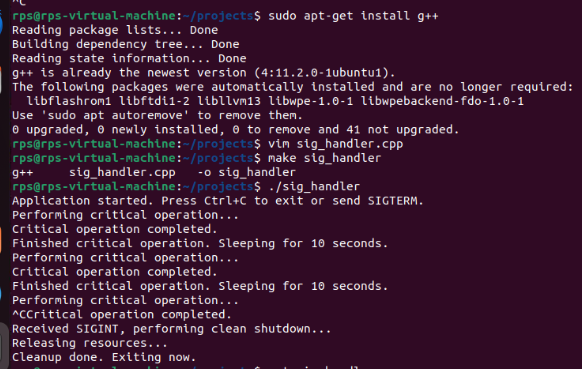 ^C
rps@rps-virtual-machine:~/projects$ sudo apt-get install g++
Reading package lists... Done
Building dependency tree... Done
Reading state information... Done
g++ is already the newest version (4:11.2.0-1ubuntu1).
The following packages were automatically installed and are no longer required:
  libflashrom1 libftdi1-2 libllvm13 libwpe-1.0-1 libwpebackend-fdo-1.0-1
Use 'sudo apt autoremove' to remove them.
0 upgraded, 0 newly installed, 0 to remove and 41 not upgraded.
rps@rps-virtual-machine:~/projects$ vim sig_handler.cpp
rps@rps-virtual-machine:~/projects$ make sig_handler
g++     sig_handler.cpp   -o sig_handler
rps@rps-virtual-machine:~/projects$ ./sig_handler
Application started. Press Ctrl+C to exit or send SIGTERM.
Performing critical operation...
Critical operation completed.
Finished critical operation. Sleeping for 10 seconds.
Performing critical operation...
Critical operation completed.
Finished critical operation. Sleeping for 10 seconds.
Performing critical operation...
^CCritical operation completed.
Received SIGINT, performing clean shutdown...
Releasing resources...
Cleanup done. Exiting now.